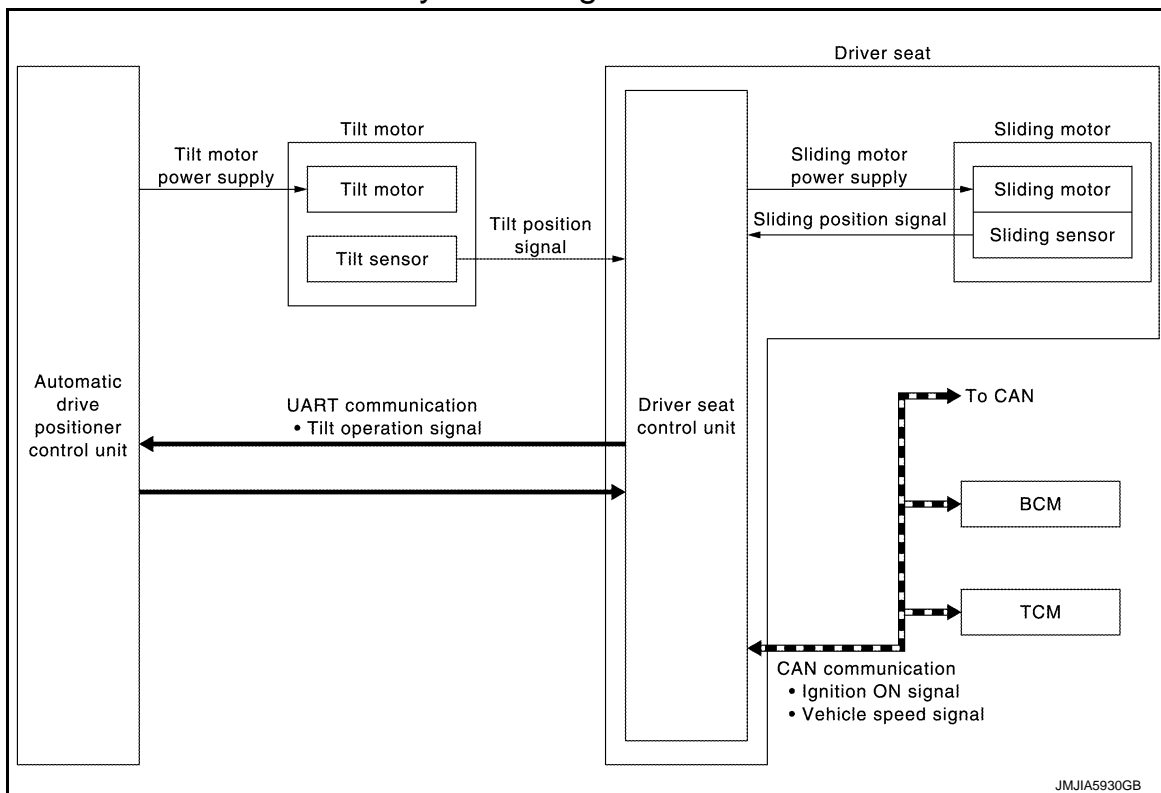 Driver seat
Tilt motor
Sliding motor
Tilt motor
power supply
Sliding motor
power supply
Tilt motor
Sliding motor
Tilt position
signal
Sliding position signal
Sliding sensor
Tilt sensor
Automatic
drive
positioner
control unit
UART communication
• Tilt operation signal
Driver seat
control unit
To CAN
BCM
TCM
CAN communication
• Ignition ON signal
• Vehicle speed signal
JMJIA5930GB